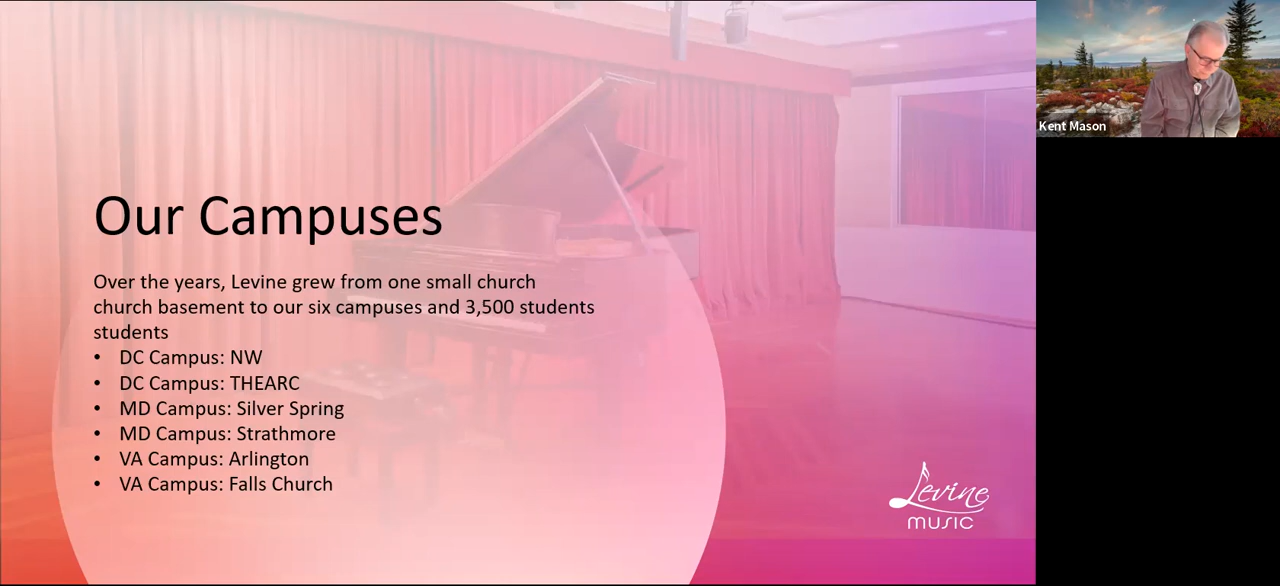 Our Campuses
Over the years, Levine grew from one small church
church basement to our six campuses and 3,500 students
students
• DC Campus: NW
• DC Campus: THEARC
• MD Campus: Silver Spring
• MD Campus: Strathmore
• VA Campus: Arlington
• VA Campus: Falls Church
Levine
MUSIC
Kent Mason